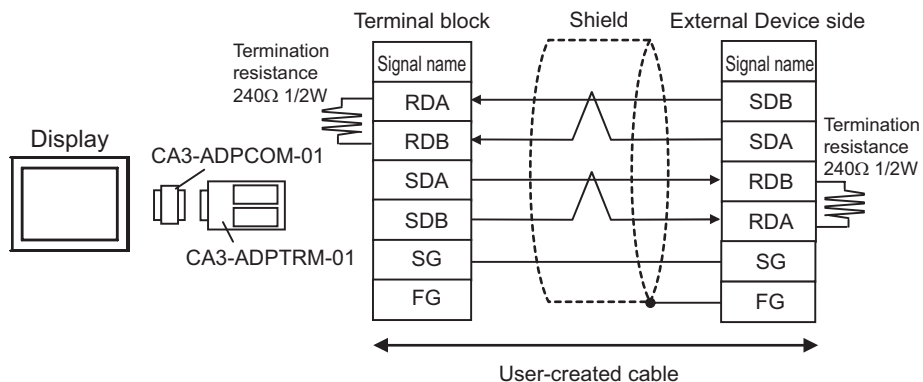 Terminal block
Shield
External Device side
Termination
resistance
240Ω 1/2W
Signal name
RDA
RDB
SDA
SDB
SG
FG
Signal name
SDB
SDA
RDB
RDA
SG
FG
Termination
resistance
240Ω 1/2W
Display
CA3-ADPCOM-01
CA3-ADPTRM-01
User-created cable